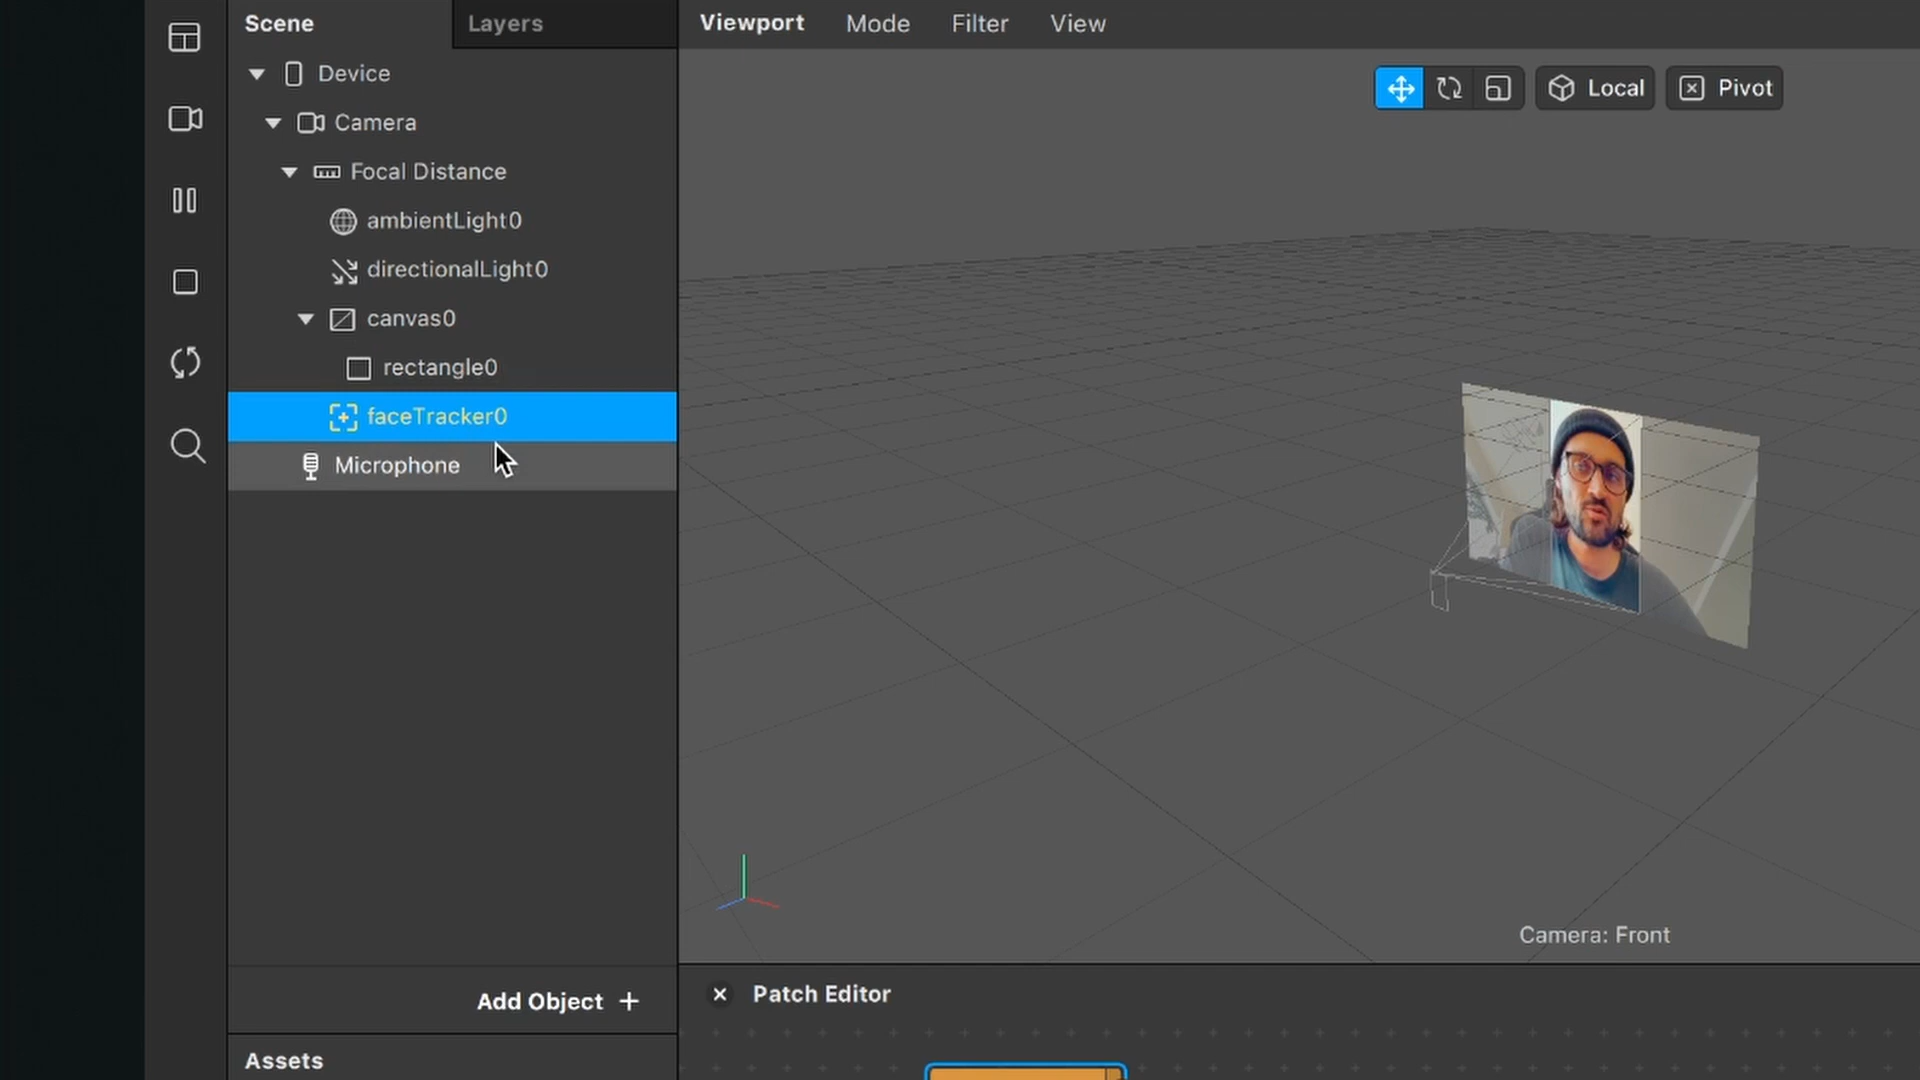 Scene
Layers
Viewport
Mode
Filter
View
Device
Local
Pivot
Camera
Focal Distance
ambientLight0
directionalLight0
canvas0
rectangle0
faceTracker0
Microphone
Camera: Front
Add Object +
Patch Editor
Assets